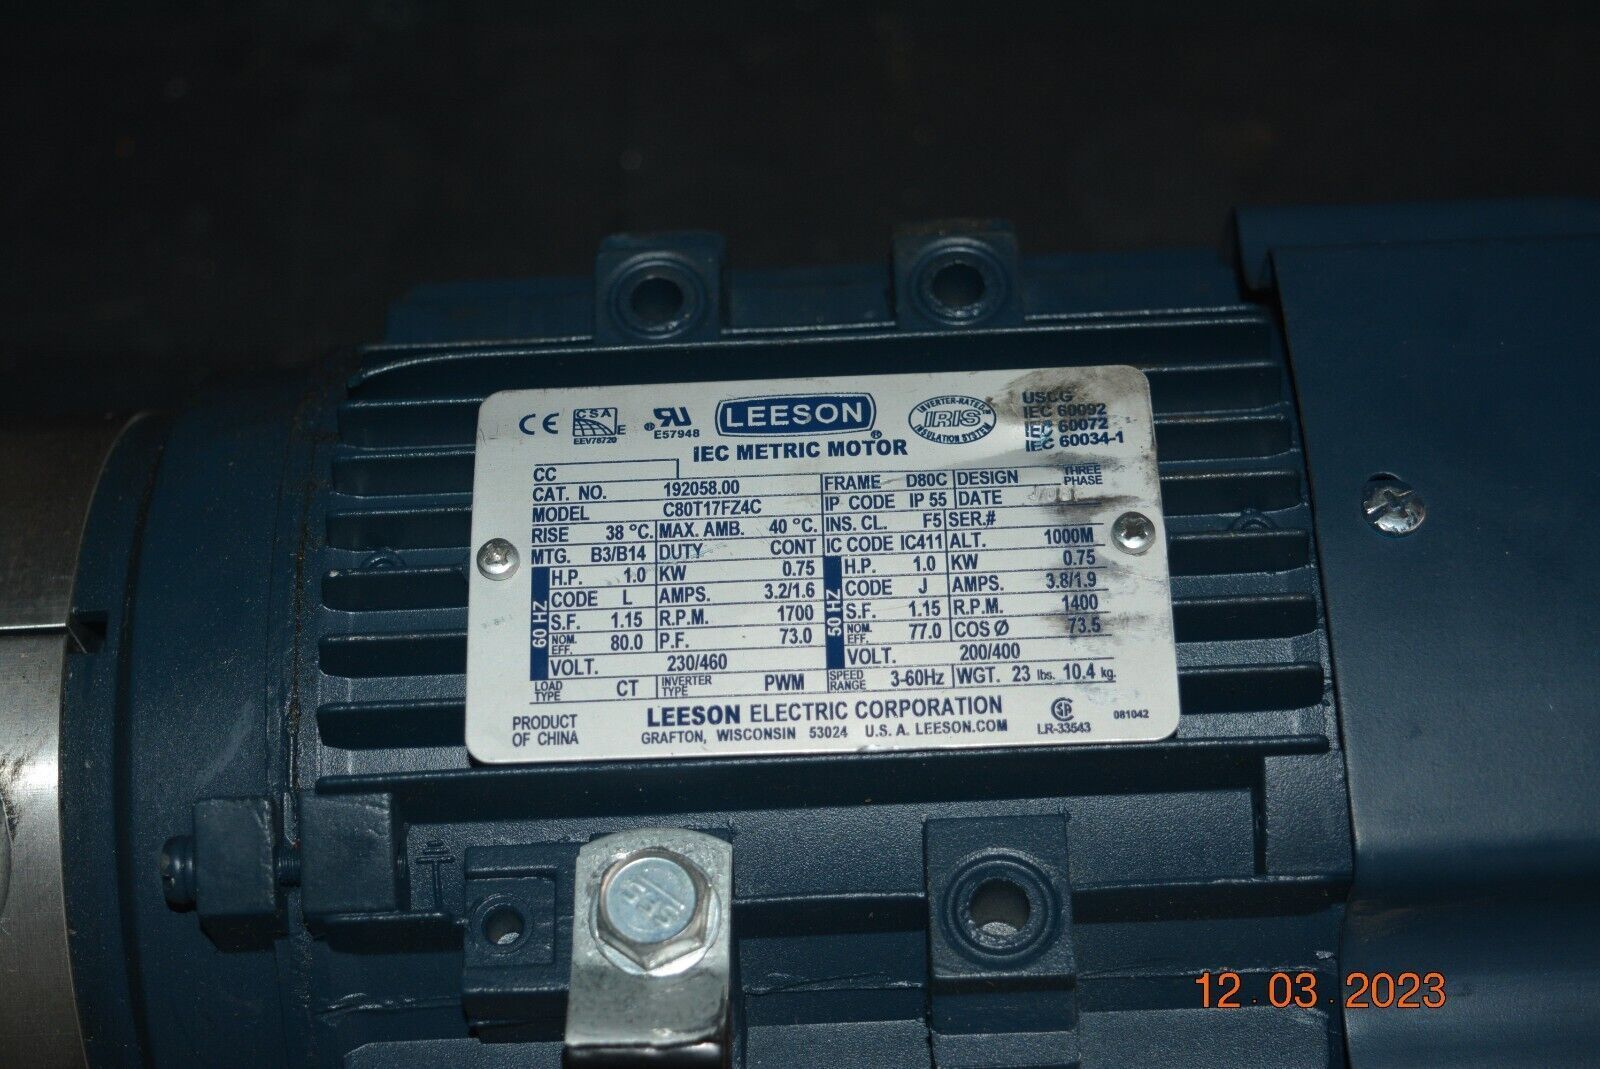 CE CSA E EEV78720 RU E57948 LEESON INVERTER-RATED IRIS INSULATION SYSTEM USCG
IEC 60092
IEC 60072
IEC 60034-1
IEC METRIC MOTOR
CC
CAT. NO. 192058.00 FRAME D80C DESIGN THREE PHASE
MODEL C80T17FZ4C IP CODE IP 55 DATE
RISE 38 °C. MAX. AMB. 40 °C. INS. CL. F5 SER.#
MTG. B3/B14 DUTY CONT IC CODE IC411 ALT. 1000M
60 HZ H.P. 1.0 KW 0.75 50 HZ H.P. 1.0 KW 0.75
CODE L AMPS. 3.2/1.6 CODE J AMPS. 3.8/1.9
S.F. 1.15 R.P.M. 1700 S.F. 1.15 R.P.M. 1400
NOM. EFF. 80.0 P.F. 73.0 NOM. EFF. 77.0 COS Ø 73.5
VOLT. 230/460 VOLT. 200/400
LOAD TYPE CT INVERTER TYPE PWM SPEED RANGE 3-60Hz WGT. 23 lbs. 10.4 kg.
PRODUCT OF CHINA
LEESON ELECTRIC CORPORATION
GRAFTON, WISCONSIN 53024 U.S.A. LEESON.COM
LR-33543
081042
12.03.2023